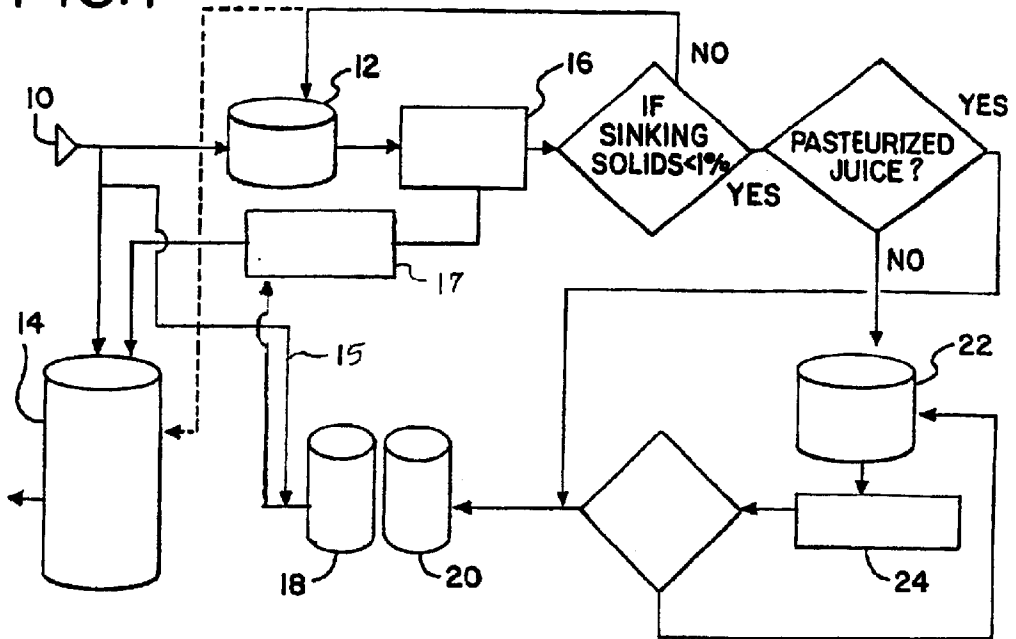 NO
12
16
10
IF
SINKING
SOLIDS<1%
YES
PASTEURIZED
JUICE ?
YES
NO
17
14
15
22
18
20
24